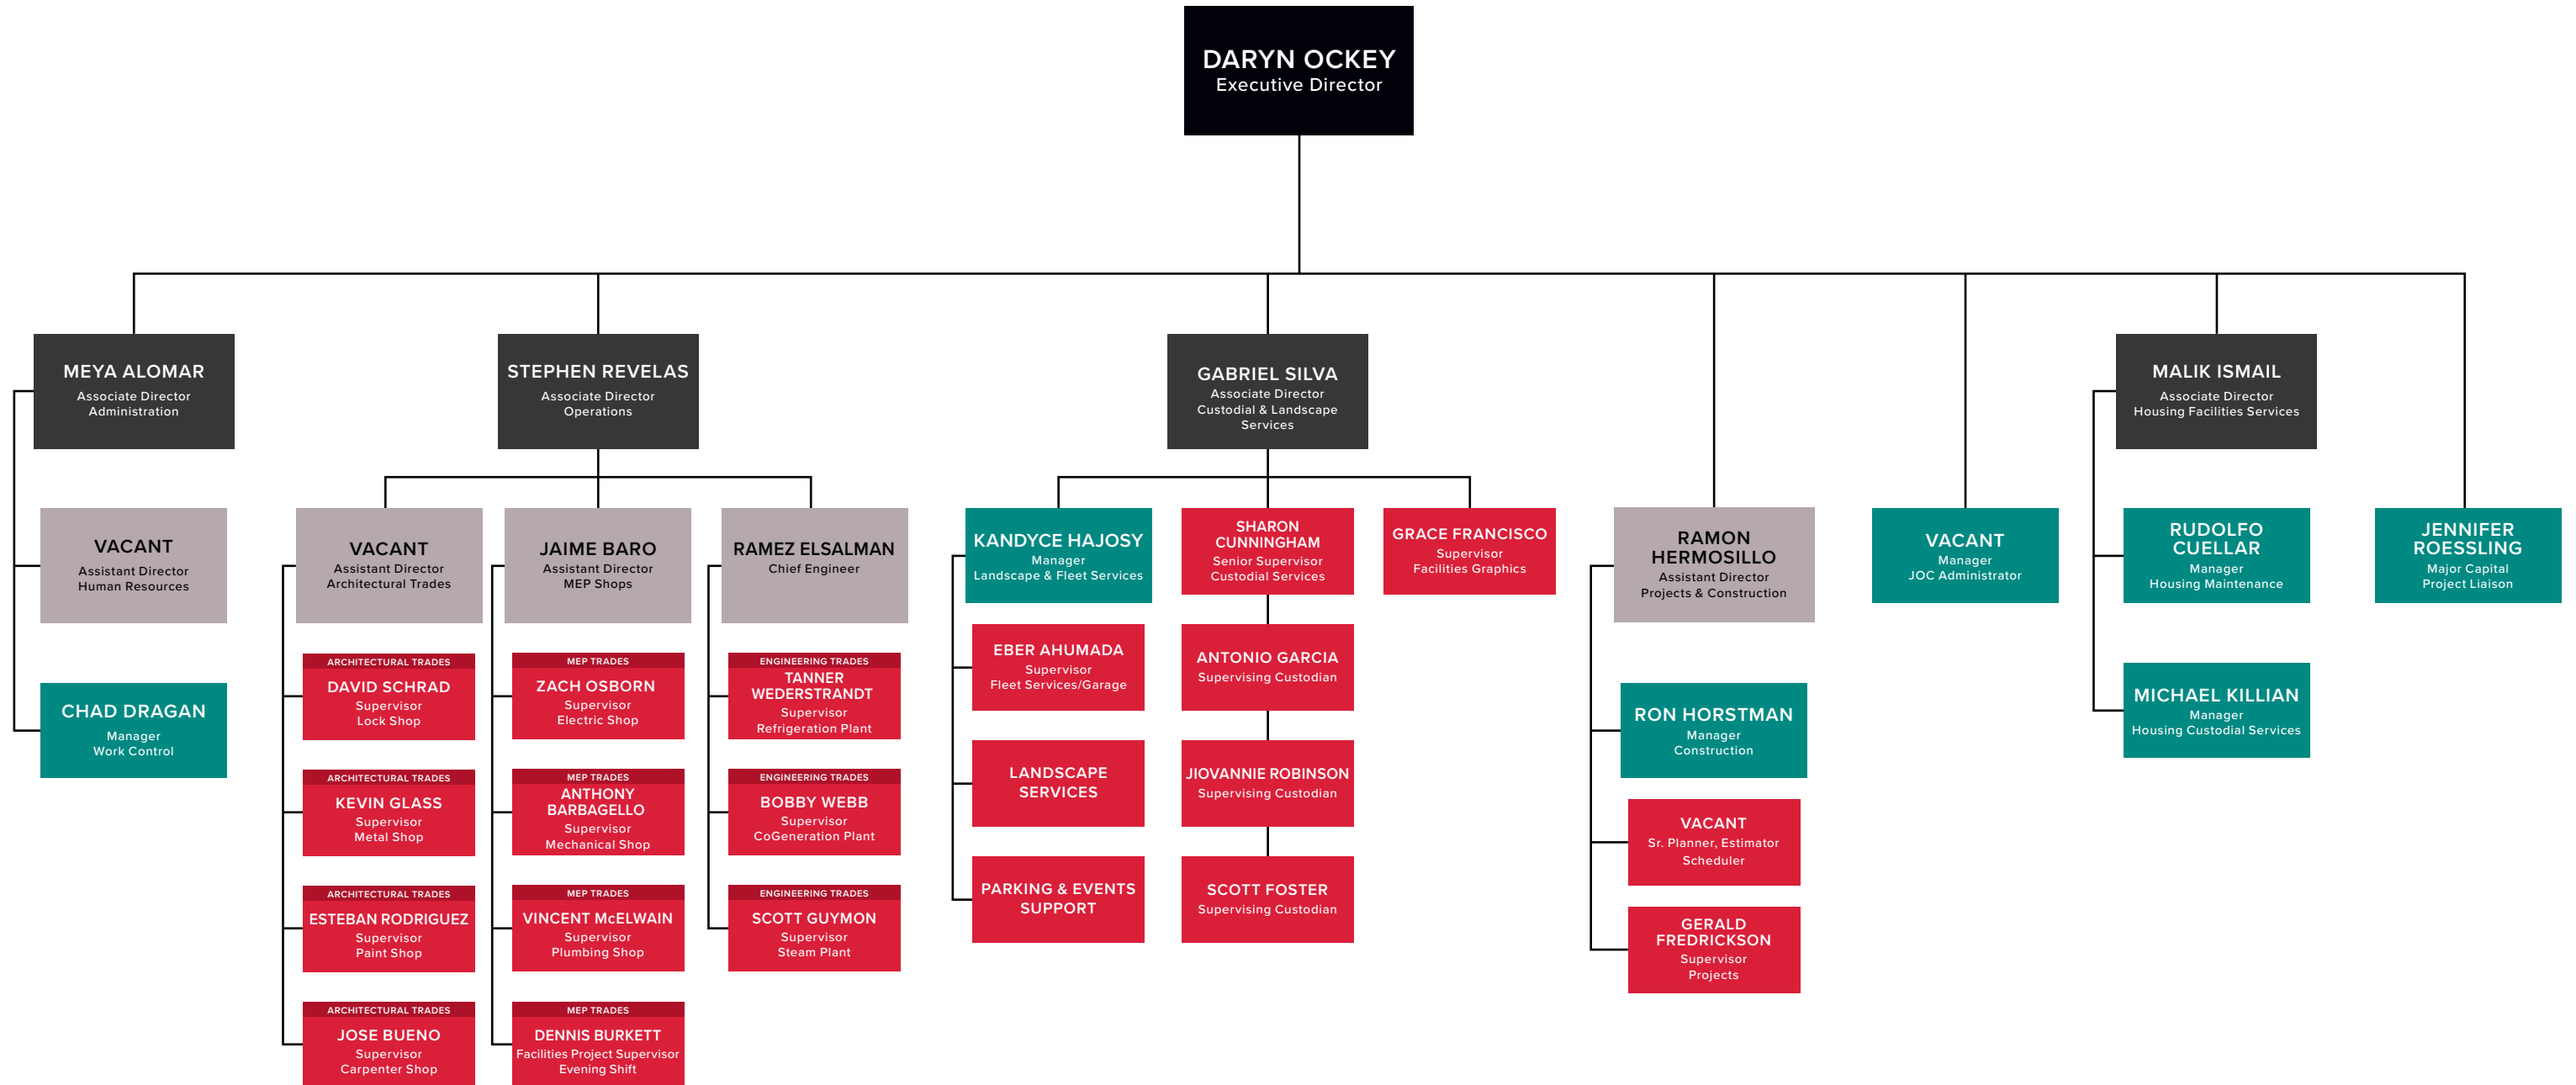 DARYN OCKEY
Executive Director
MEYA ALOMAR
Associate Director
Administration
VACANT
Assistant Director
Human Resources
CHAD DRAGAN
Manager
Work Control
STEPHEN REVELAS
Associate Director
Operations
VACANT
Assistant Director
Architectural Trades
ARCHITECTURAL TRADES
DAVID SCHRAD
Supervisor
Lock Shop
ARCHITECTURAL TRADES
KEVIN GLASS
Supervisor
Metal Shop
ARCHITECTURAL TRADES
ESTEBAN RODRIGUEZ
Supervisor
Paint Shop
ARCHITECTURAL TRADES
JOSE BUENO
Supervisor
Carpenter Shop
JAIME BARO
Assistant Director
MEP Shops
MEP TRADES
ZACH OSBORN
Supervisor
Electric Shop
MEP TRADES
ANTHONY
BARBAGELLO
Supervisor
Mechanical Shop
MEP TRADES
VINCENT McELWAIN
Supervisor
Plumbing Shop
MEP TRADES
DENNIS BURKETT
Facilities Project Supervisor
Evening Shift
RAMEZ ELSALMAN
Chief Engineer
ENGINEERING TRADES
TANNER
WEDERSTRANDT
Supervisor
Refrigeration Plant
ENGINEERING TRADES
BOBBY WEBB
Supervisor
CoGeneration Plant
ENGINEERING TRADES
SCOTT GUYMON
Supervisor
Steam Plant
GABRIEL SILVA
Associate Director
Custodial & Landscape
Services
KANDYCE HAJOSY
Manager
Landscape & Fleet Services
EBER AHUMADA
Supervisor
Fleet Services/Garage
LANDSCAPE
SERVICES
PARKING & EVENTS
SUPPORT
SHARON
CUNNINGHAM
Senior Supervisor
Custodial Services
ANTONIO GARCIA
Supervising Custodian
JIOVANNIE ROBINSON
Supervising Custodian
SCOTT FOSTER
Supervising Custodian
GRACE FRANCISCO
Supervisor
Facilities Graphics
RAMON
HERMOSILLO
Assistant Director
Projects & Construction
RON HORSTMAN
Manager
Construction
VACANT
Sr. Planner, Estimator
Scheduler
GERALD
FREDRICKSON
Supervisor
Projects
VACANT
Manager
JOC Administrator
MALIK ISMAIL
Associate Director
Housing Facilities Services
RUDOLFO
CUELLAR
Manager
Housing Maintenance
MICHAEL KILLIAN
Manager
Housing Custodial Services
JENNIFER
ROESSLING
Major Capital
Project Liaison